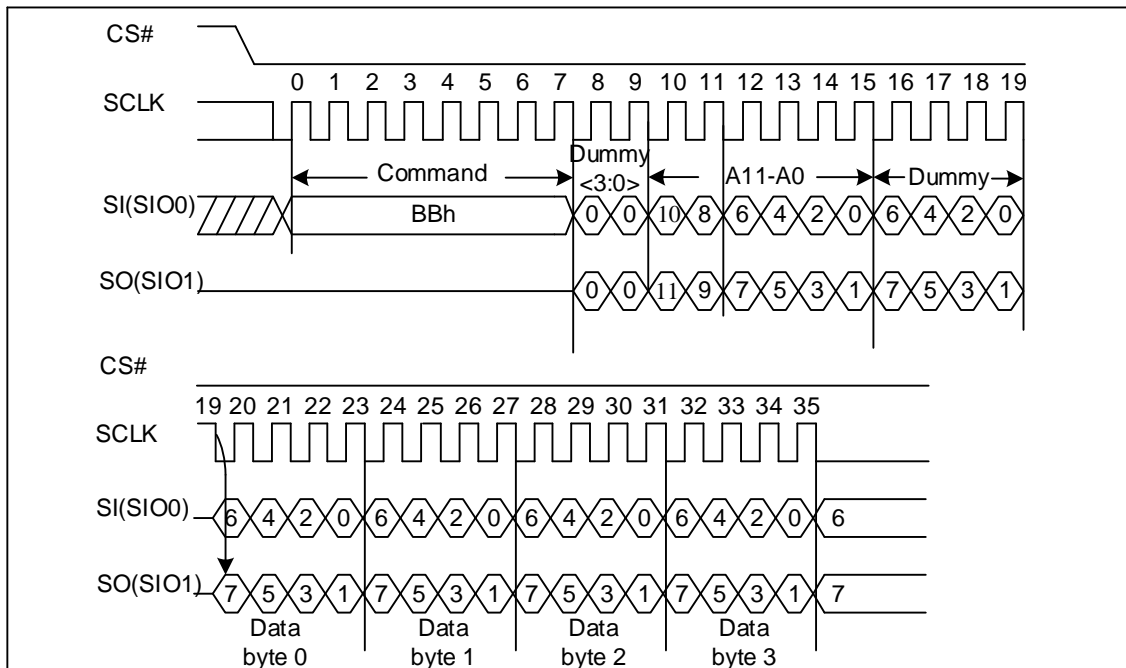 CS#
0 1 2 3 4 5 6 7 8 9 10 11 12 13 14 15 16 17 18 19
SCLK
Command
Dummy
<3:0>
A11-A0
Dummy
SI(SIO0)
BBh
0 0 10 8 6 4 2 0 6 4 2 0
SO(SIO1)
0 0 11 9 7 5 3 1 7 5 3 1
CS#
19 20 21 22 23 24 25 26 27 28 29 30 31 32 33 34 35
SCLK
SI(SIO0)
6 4 2 0 6 4 2 0 6 4 2 0 6 4 2 0 6
SO(SIO1)
7 5 3 1 7 5 3 1 7 5 3 1 7 5 3 1 7
Data
byte 0
Data
byte 1
Data
byte 2
Data
byte 3